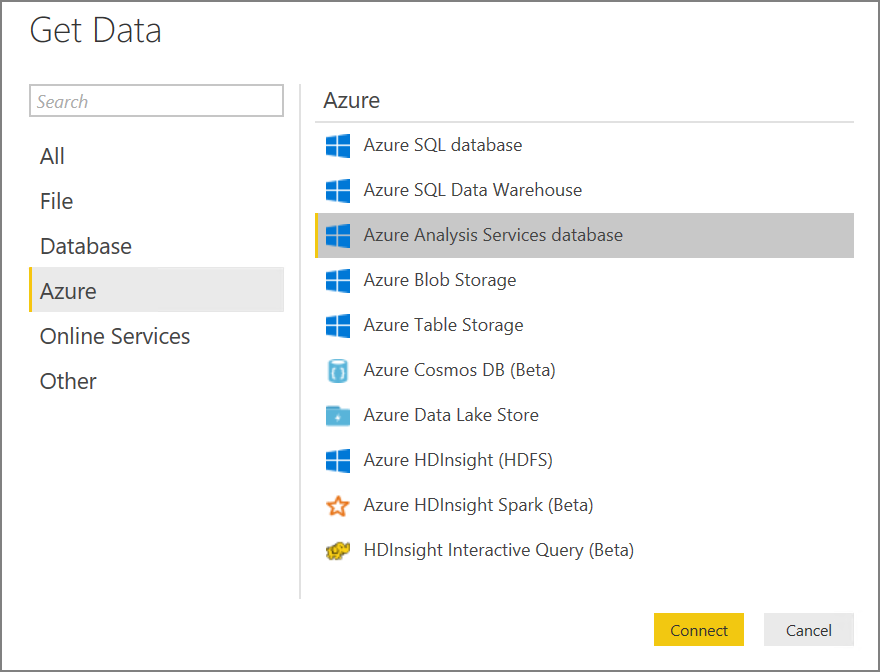 Get Data
Search
All
File
Database
Azure
Online Services
Other
Azure
Azure SQL database
Azure SQL Data Warehouse
Azure Analysis Services database
Azure Blob Storage
Azure Table Storage
Azure Cosmos DB (Beta)
Azure Data Lake Store
Azure HDInsight (HDFS)
Azure HDInsight Spark (Beta)
HDInsight Interactive Query (Beta)
Connect
Cancel